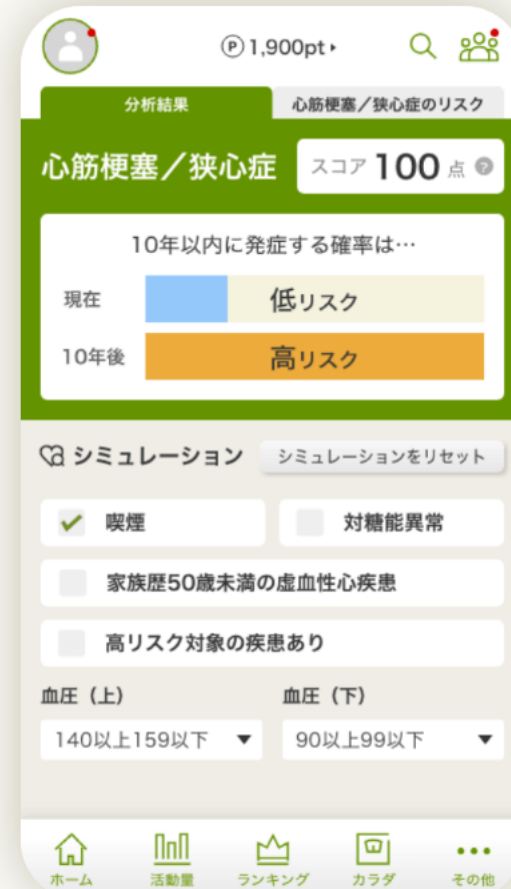 Ⓟ 1,900pt ▸
分析結果
心筋梗塞／狭心症のリスク
心筋梗塞／狭心症
スコア 100 点 ?
10年以内に発症する確率は…
現在
低リスク
10年後
高リスク
シミュレーション
シミュレーションをリセット
喫煙
対糖能異常
家族歴50歳未満の虚血性心疾患
高リスク対象の疾患あり
血圧（上）
血圧（下）
140以上159以下 ▼
90以上99以下 ▼
ホーム
活動量
ランキング
カラダ
その他